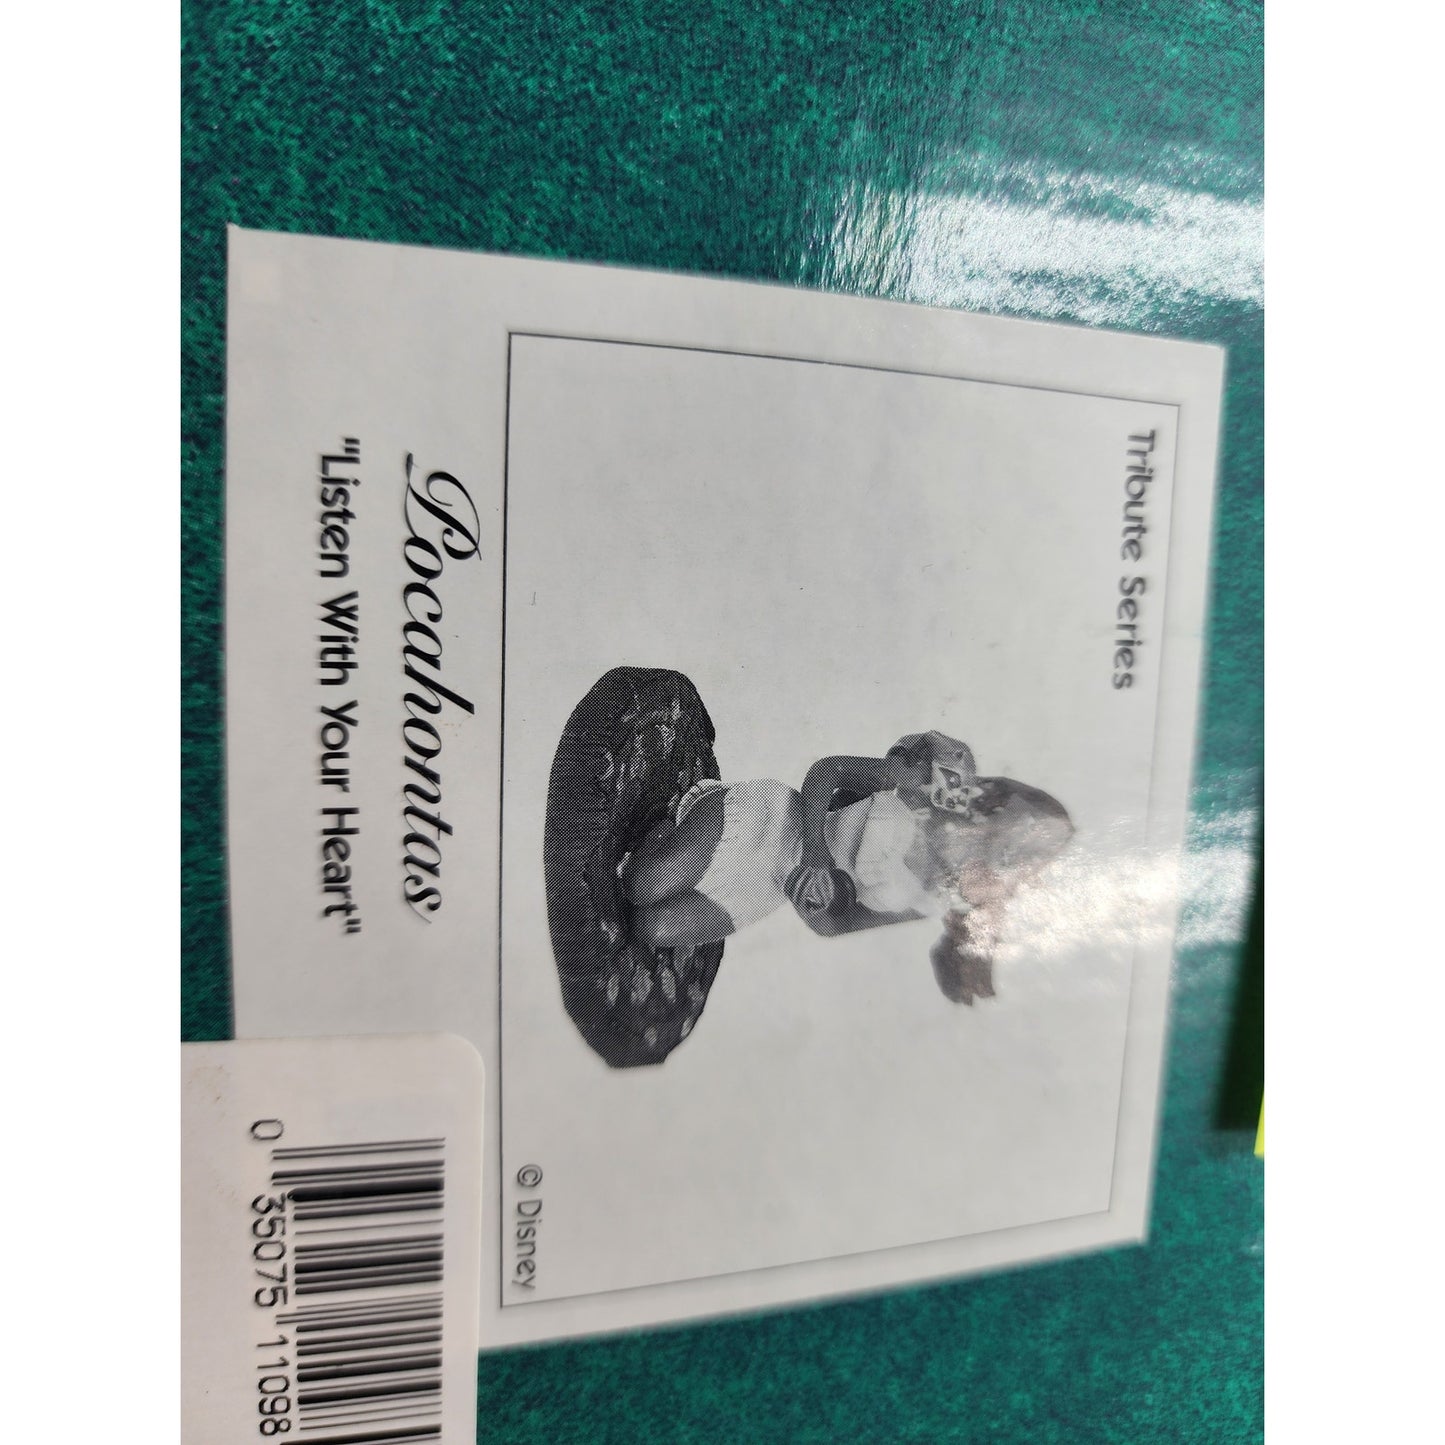 Tribute Series
© Disney
Pocahontas
"Listen With Your Heart"
0 35075 11098